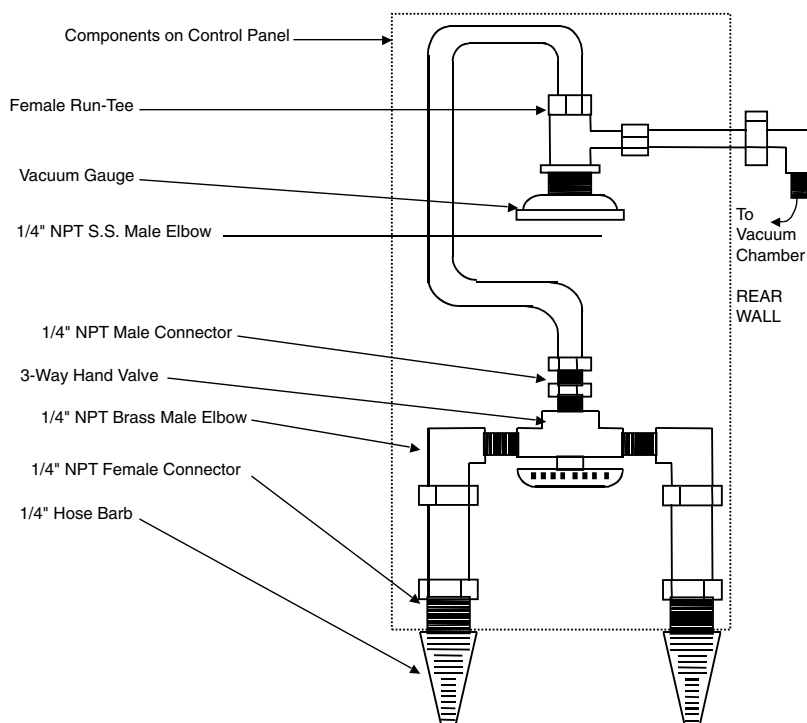 Components on Control Panel
Female Run-Tee
Vacuum Gauge
1/4" NPT S.S. Male Elbow
To
Vacuum
Chamber
REAR
WALL
1/4" NPT Male Connector
3-Way Hand Valve
1/4" NPT Brass Male Elbow
1/4" NPT Female Connector
1/4" Hose Barb